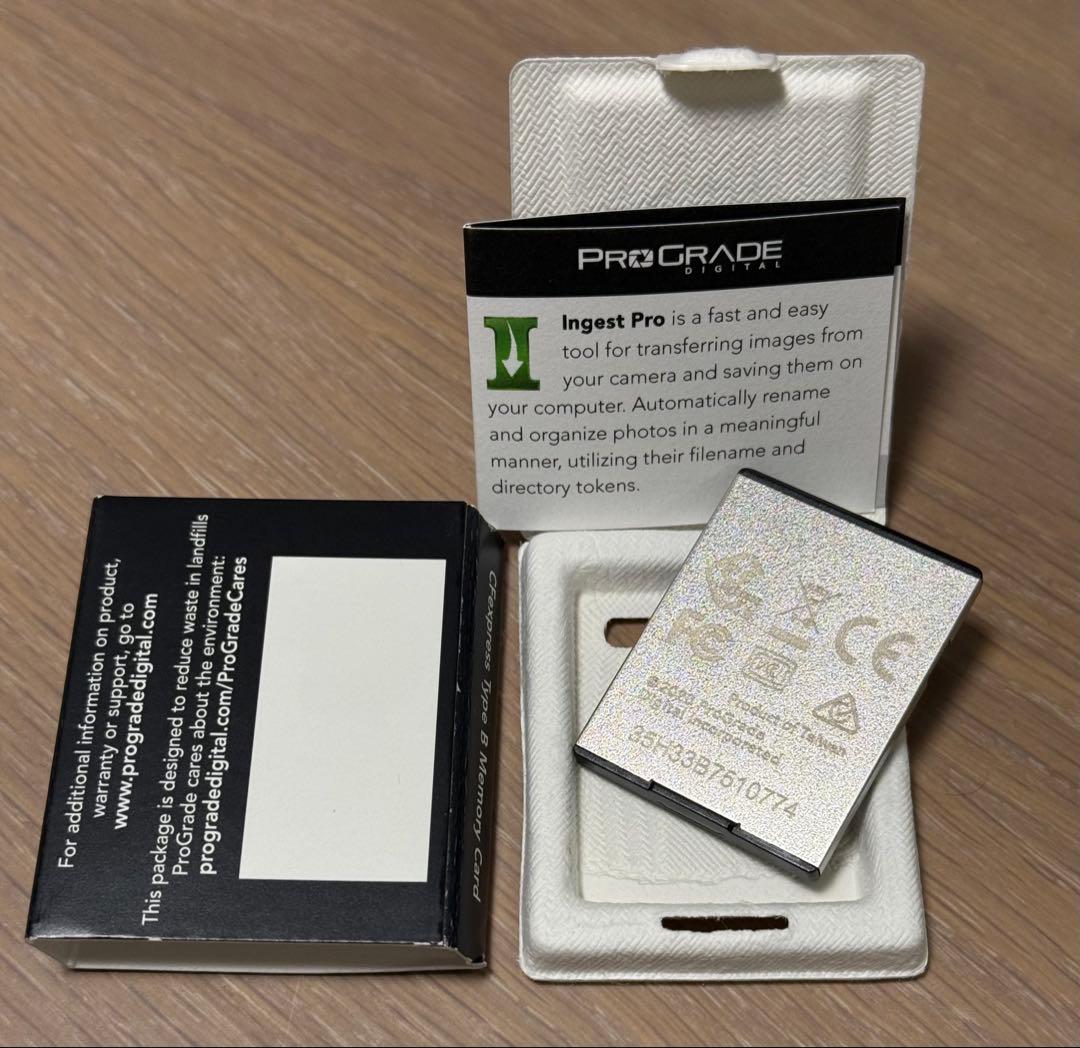 PROGRADE
DIGITAL
Ingest Pro is a fast and easy
tool for transferring images from
your camera and saving them on
your computer. Automatically rename
and organize photos in a meaningful
manner, utilizing their filename and
directory tokens.
For additional information on product,
warranty or support, go to
www.progradedigital.com
This package is designed to reduce waste in landfills
ProGrade cares about the environment:
progradedigital.com/ProGradeCares
CFexpress Type B Memory Card
FC
CE
Product of Taiwan
ProGrade
Digital Incorporated